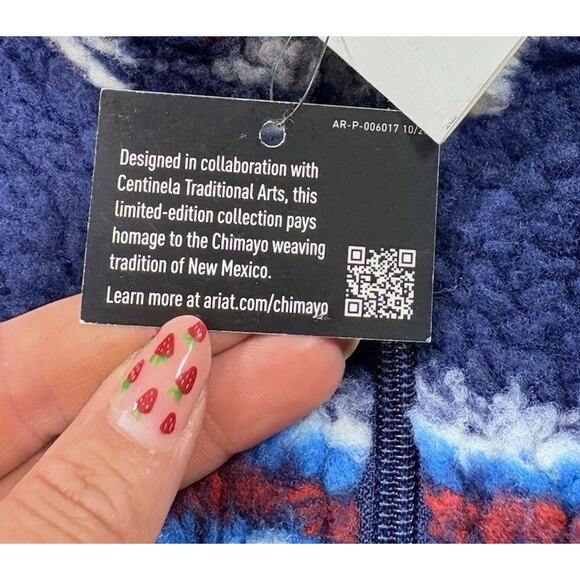 AR-P-006017 10/2
Designed in collaboration with
Centinela Traditional Arts, this
limited-edition collection pays
homage to the Chimayo weaving
tradition of New Mexico.
Learn more at ariat.com/chimayo